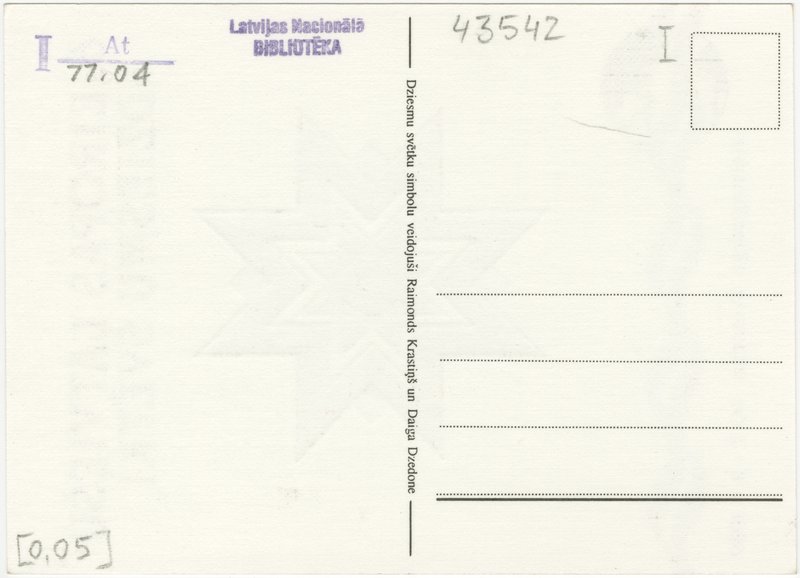 I
At
77.04
Latvijas Nacionālā
BIBLIOTĒKA
43542
I
Dziesmu svētku simbolu veidojuši Raimonds Krastiņš un Daiga Dzedone
[0,05]